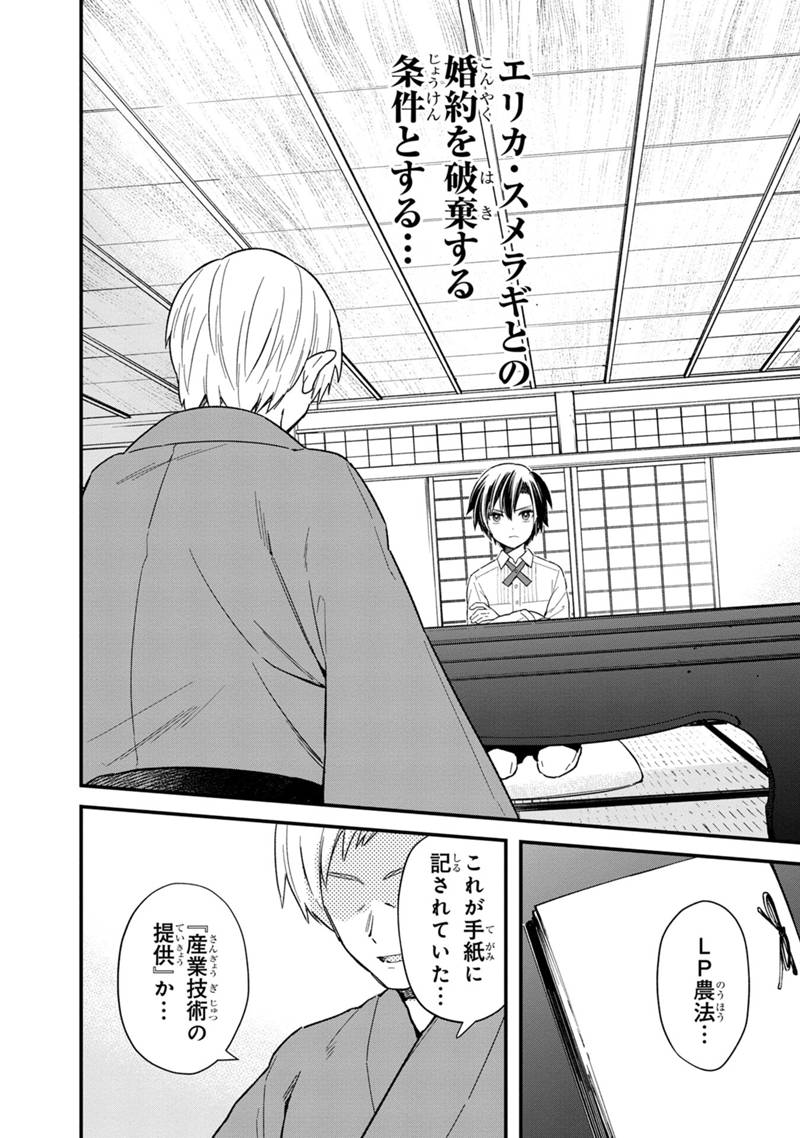 エリカ・スメラギとの
婚約を破棄する
条件とする…
LP農法…
これが手紙に
記されていた…
『産業技術の
提供』か…